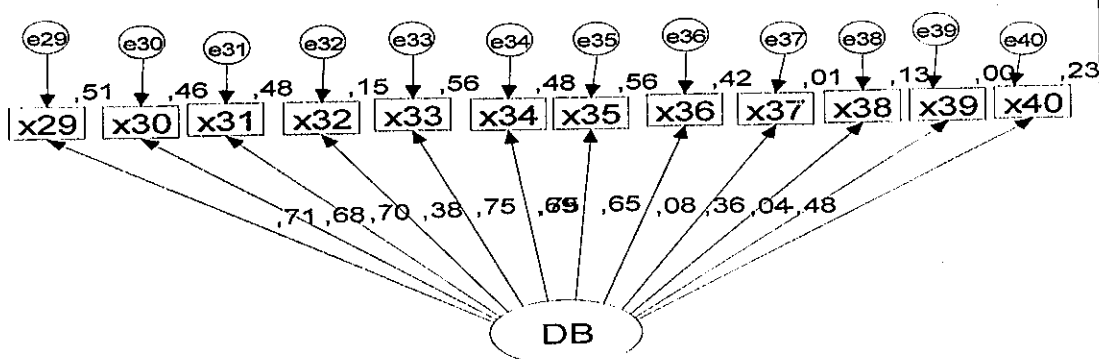 e29 e30 e31 e32 e33 e34 e35 e36 e37 e38 e39 e40
,51 ,46 ,48 ,15 ,56 ,48 ,56 ,42 ,01 ,13 ,00 ,23
x29 x30 x31 x32 x33 x34 x35 x36 x37 x38 x39 x40
,71 ,68 ,70 ,38 ,75 ,65 ,08 ,36 ,04 ,48
DB